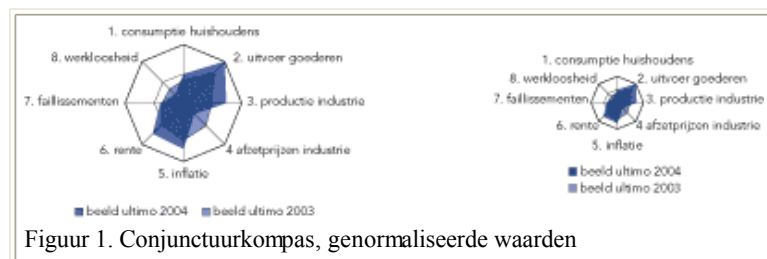 1. consumptie huishoudens
8. werkloosheid
2. uitvoer goederen
7. faillissementen
3. productie industrie
6. rente
4 afzetprijzen industrie
5. inflatie
beeld ultimo 2004 beeld ultimo 2003
1. consumptie huishoudens
8. werkloosheid
2. uitvoer goederen
7. faillissementen
3. productie industrie
6. rente
4 afzetprijzen industrie
5. inflatie
beeld ultimo 2004
beeld ultimo 2003
Figuur 1. Conjunctuurkompas, genormaliseerde waarden